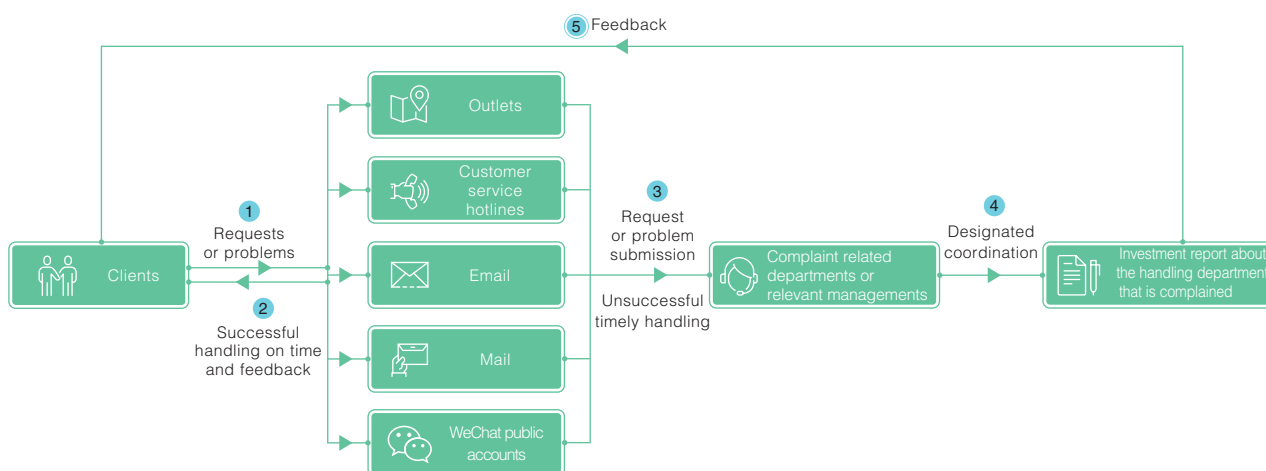 5 Feedback
Outlets
Customer
service
hotlines
1
Requests
or problems
3
Request
or problem
submission
4
Designated
coordination
Clients
Email
Complaint related
departments or
relevant managements
Investment report about
the handling department
that is complained
2
Successful
handling on time
and feedback
Unsuccessful
timely handling
Mail
WeChat public
accounts